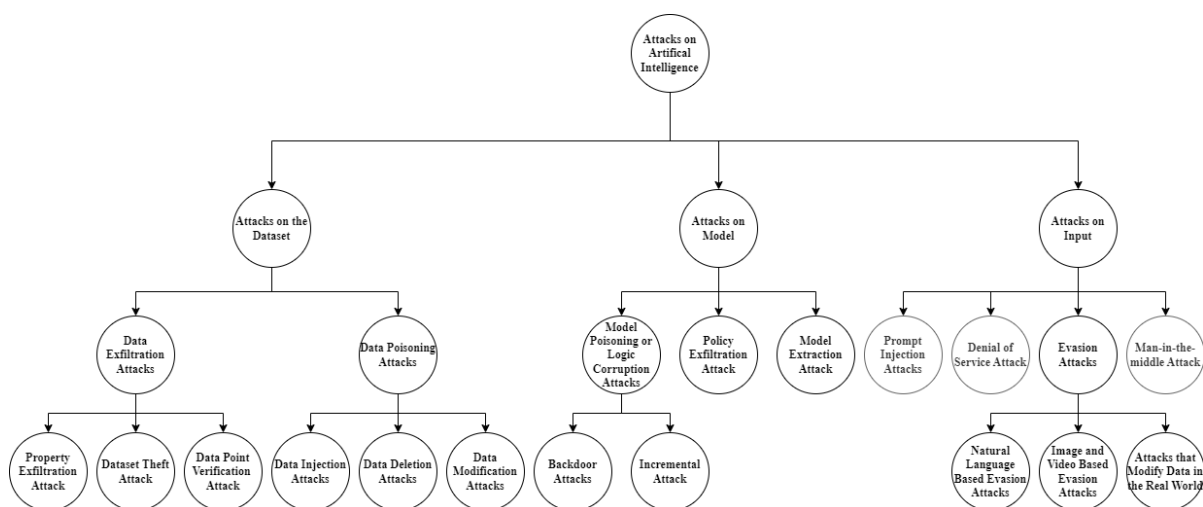 Attacks on
Artifical
Intelligence
Attacks on the
Dataset
Attacks on
Model
Attacks on
Input
Data
Exfiltration
Attacks
Data Poisoning
Attacks
Model
Poisoning or
Logic
Corruption
Attacks
Policy
Exfiltration
Attack
Model
Extraction
Attack
Prompt
Injection
Attacks
Denial of
Service Attack
Evasion
Attacks
Man-in-the-
middle Attack
Property
Exfiltration
Attack
Dataset Theft
Attack
Data Point
Verification
Attack
Data Injection
Attacks
Data Deletion
Attacks
Data
Modification
Attacks
Backdoor
Attacks
Incremental
Attack
Natural
Language
Based Evasion
Attacks
Image and
Video Based
Evasion
Attacks
Attacks that
Modify Data in
the Real World